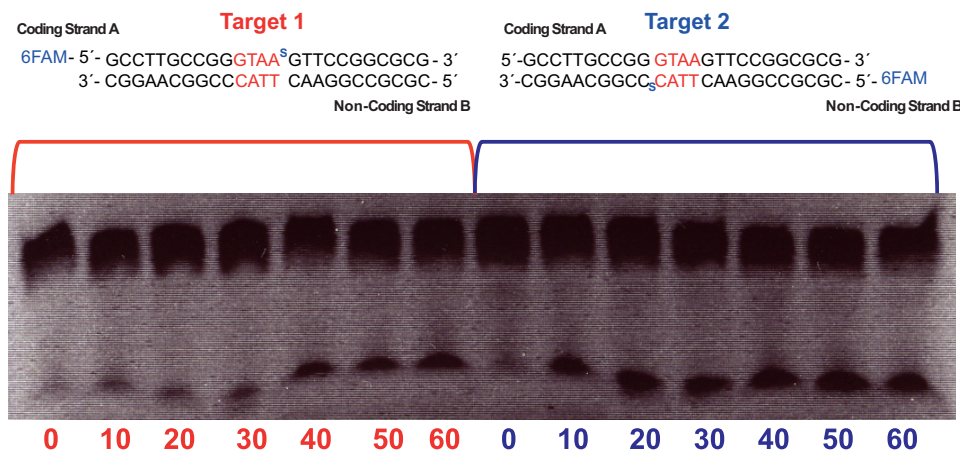 Coding Strand A
Target 1
6FAM- 5´- GCCTTGCCGGGTAASGTTCCGGCGCG- 3´
3´- CGGAACGGCCCATT CAAGGCCGCGC- 5´
Non-Coding Strand B
Coding Strand A
Target 2
5´-GCCTTGCCGG GTAAGTTCCGGCGCG- 3´
3´-CGGAACGGCCSCATTCAAGGCCGCGC- 5´- 6FAM
Non-Coding Strand B
0 10 20 30 40 50 60 0 10 20 30 40 50 60